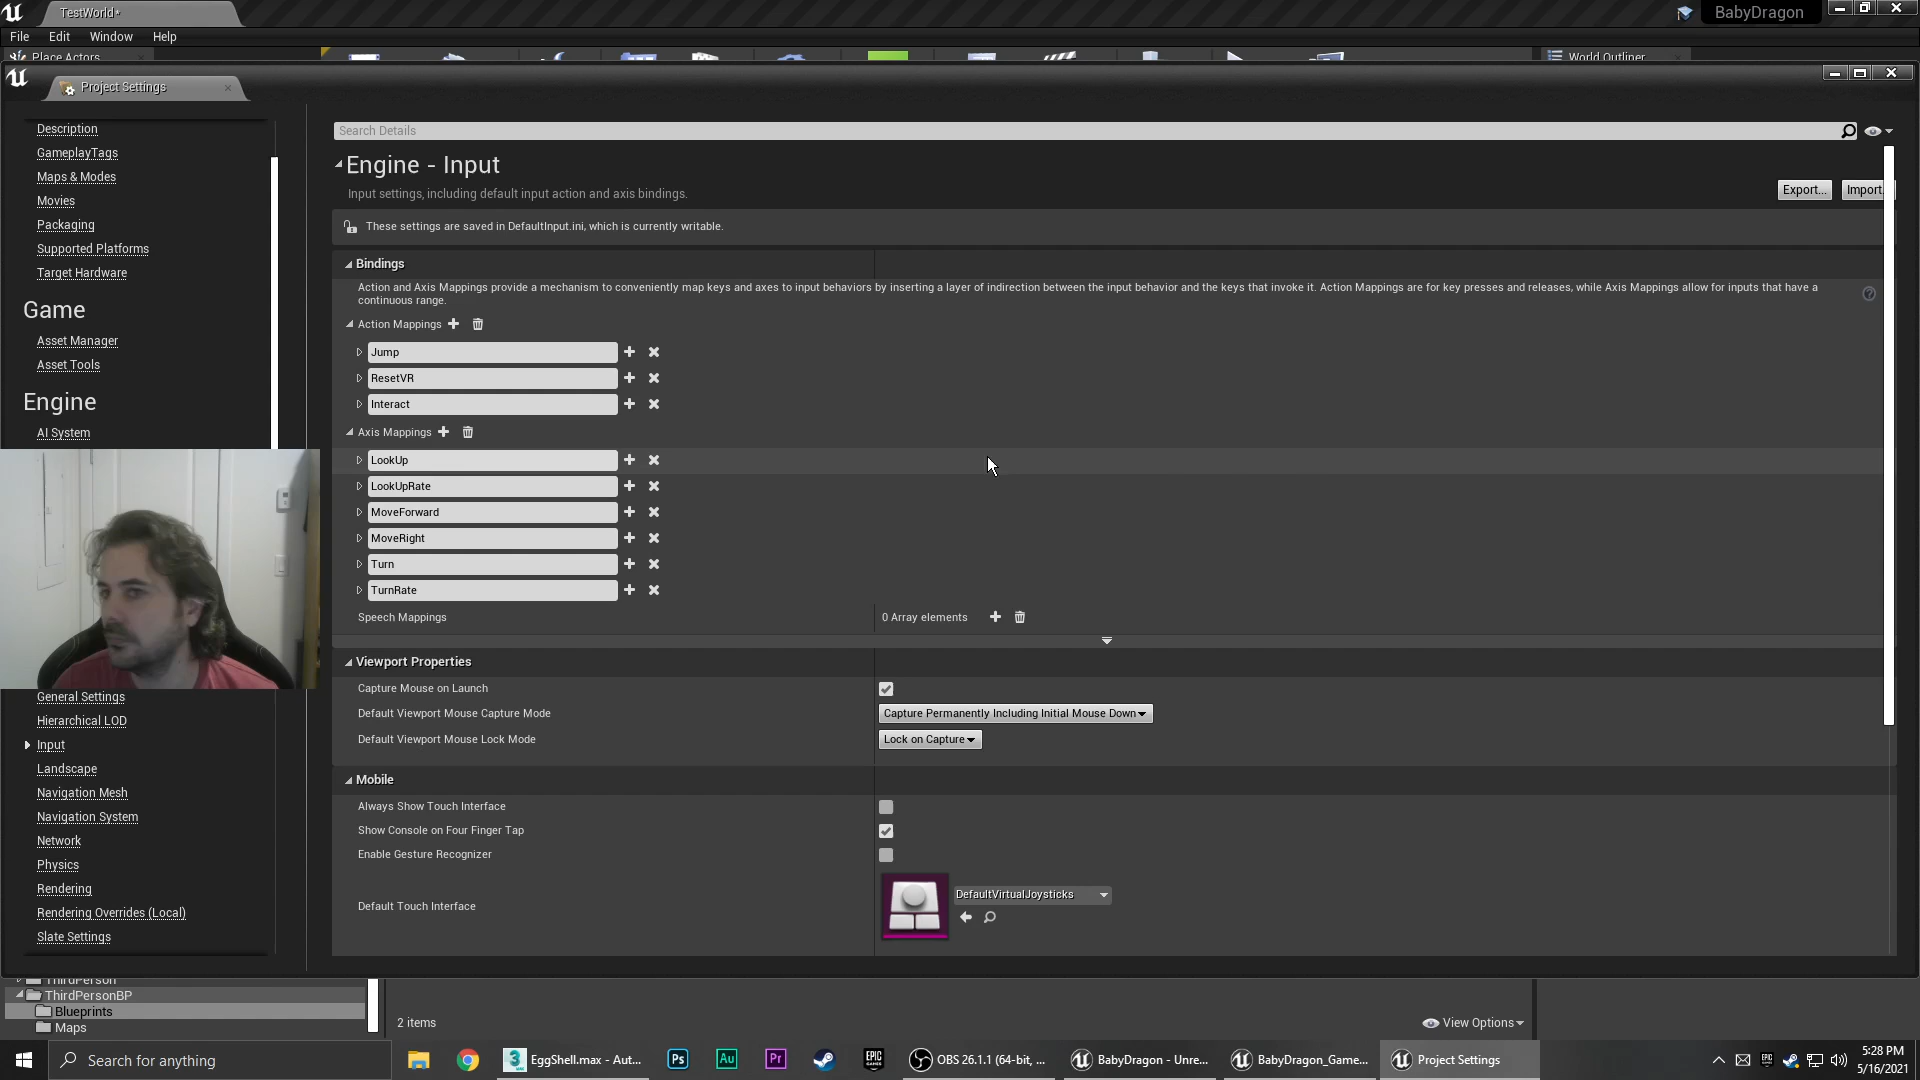 TestWorld•
BabyDragon
File Edit Window Help
Place Actors
World Outliner
Project Settings
Description
GameplayTags
Maps & Modes
Movies
Packaging
Supported Platforms
Target Hardware
Game
Asset Manager
Asset Tools
Engine
AI System
General Settings
Hierarchical LOD
Input
Landscape
Navigation Mesh
Navigation System
Network
Physics
Rendering
Rendering Overrides (Local)
Slate Settings
Search Details
Engine - Input
Input settings, including default input action and axis bindings.
Export... Import
These settings are saved in DefaultInput.ini, which is currently writable.
Bindings
Action and Axis Mappings provide a mechanism to conveniently map keys and axes to input behaviors by inserting a layer of indirection between the input behavior and the keys that invoke it. Action Mappings are for key presses and releases, while Axis Mappings allow for inputs that have a
continuous range.
Action Mappings
Jump
ResetVR
Interact
Axis Mappings
LookUp
LookUpRate
MoveForward
MoveRight
Turn
TurnRate
Speech Mappings 0 Array elements
Viewport Properties
Capture Mouse on Launch
Default Viewport Mouse Capture Mode Capture Permanently Including Initial Mouse Down
Default Viewport Mouse Lock Mode Lock on Capture
Mobile
Always Show Touch Interface
Show Console on Four Finger Tap
Enable Gesture Recognizer
Default Touch Interface DefaultVirtualJoysticks
ThirdPerson
ThirdPersonBP
Blueprints
Maps
2 items
View Options
Search for anything
EggShell.max - Aut...
Ps
Au
Pr
EPIC GAMES
OBS 26.1.1 (64-bit, ...
BabyDragon - Unre...
BabyDragon_Game...
Project Settings
5:28 PM
5/16/2021